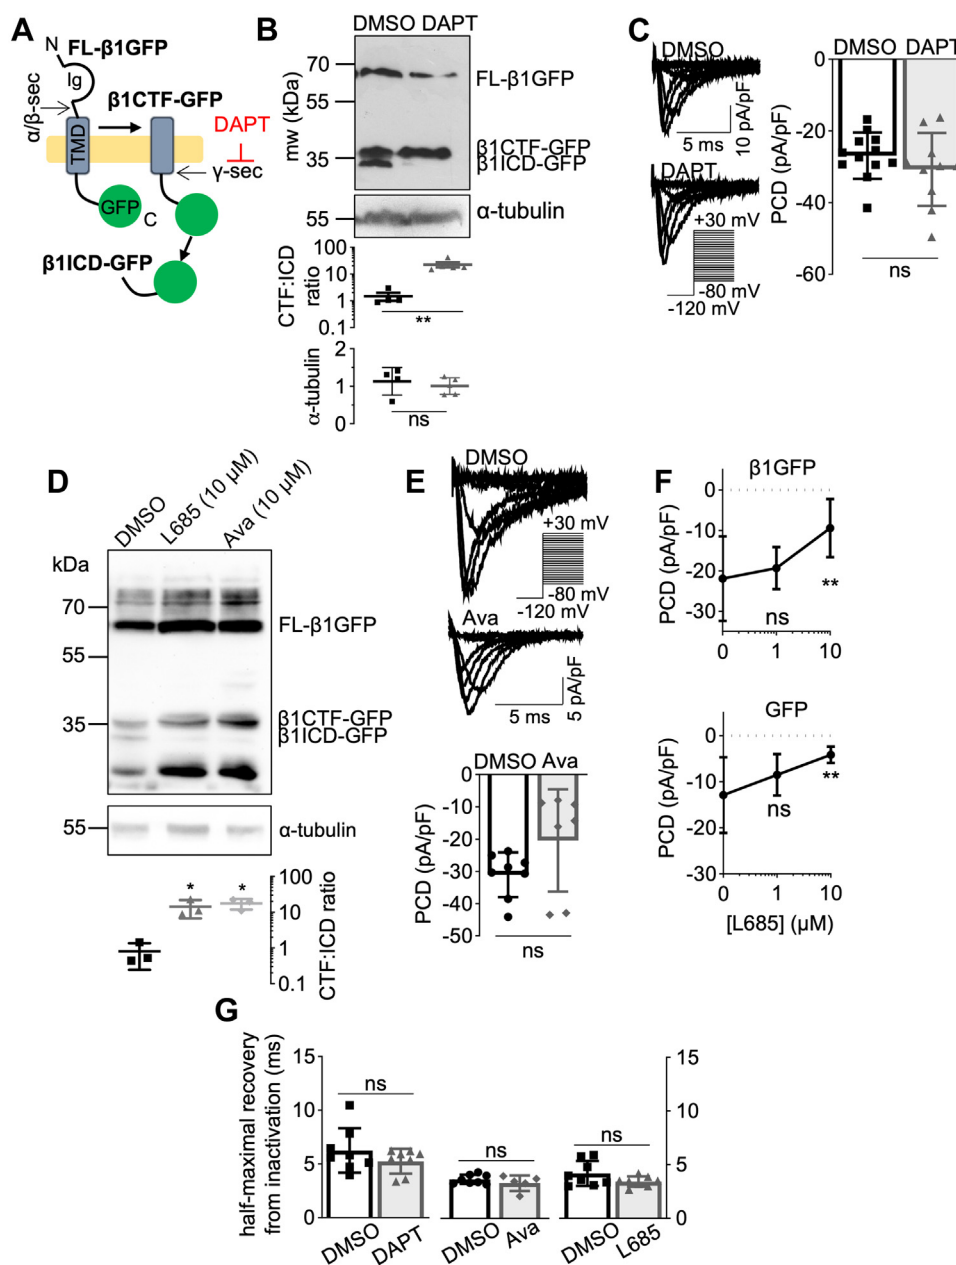 A
N
FL-β1GFP
Ig
α/β-sec
β1CTF-GFP
DAPT
TMD
γ-sec
GFP
C
β1ICD-GFP
B
DMSO DAPT
mw (kDa)
70
55
35
FL-β1GFP
β1CTF-GFP
β1ICD-GFP
55
α-tubulin
CTF:ICD ratio
100
10
1
0.1
**
α-tubulin
2
1
0
ns
C
DMSO
5 ms
10 pA/pF
DAPT
+30 mV
-80 mV
-120 mV
DMSO DAPT
PCD (pA/pF)
0
-20
-40
-60
ns
D
DMSO
L685 (10 µM)
Ava (10 µM)
kDa
70
55
35
FL-β1GFP
β1CTF-GFP
β1ICD-GFP
55
α-tubulin
* *
100
10
1
0.1
CTF:ICD ratio
E
DMSO
+30 mV
-80 mV
-120 mV
Ava
5 ms
5 pA/pF
DMSO Ava
PCD (pA/pF)
0
-10
-20
-30
-40
-50
ns
F
β1GFP
PCD (pA/pF)
0
-10
-20
-30
ns
**
0 1 10
GFP
PCD (pA/pF)
0
-10
-20
-30
ns
**
0 1 10
[L685] (µM)
G
half-maximal recovery
from inactivation (ms)
15
10
5
0
ns
DMSO
DAPT
ns
DMSO
Ava
ns
DMSO
L685
15
10
5
0